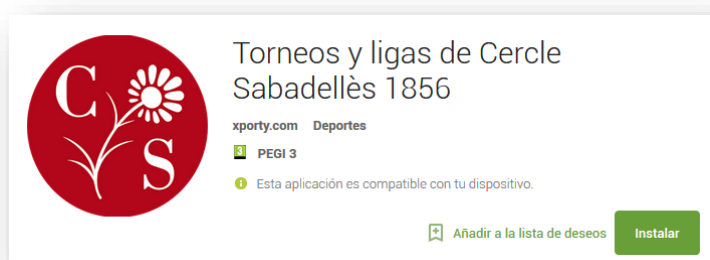 Torneos y ligas de Cercle
Sabadellès 1856
C
S
xporty.com Deportes
3 PEGI 3
Esta aplicación es compatible con tu dispositivo.
Añadir a la lista de deseos
Instalar